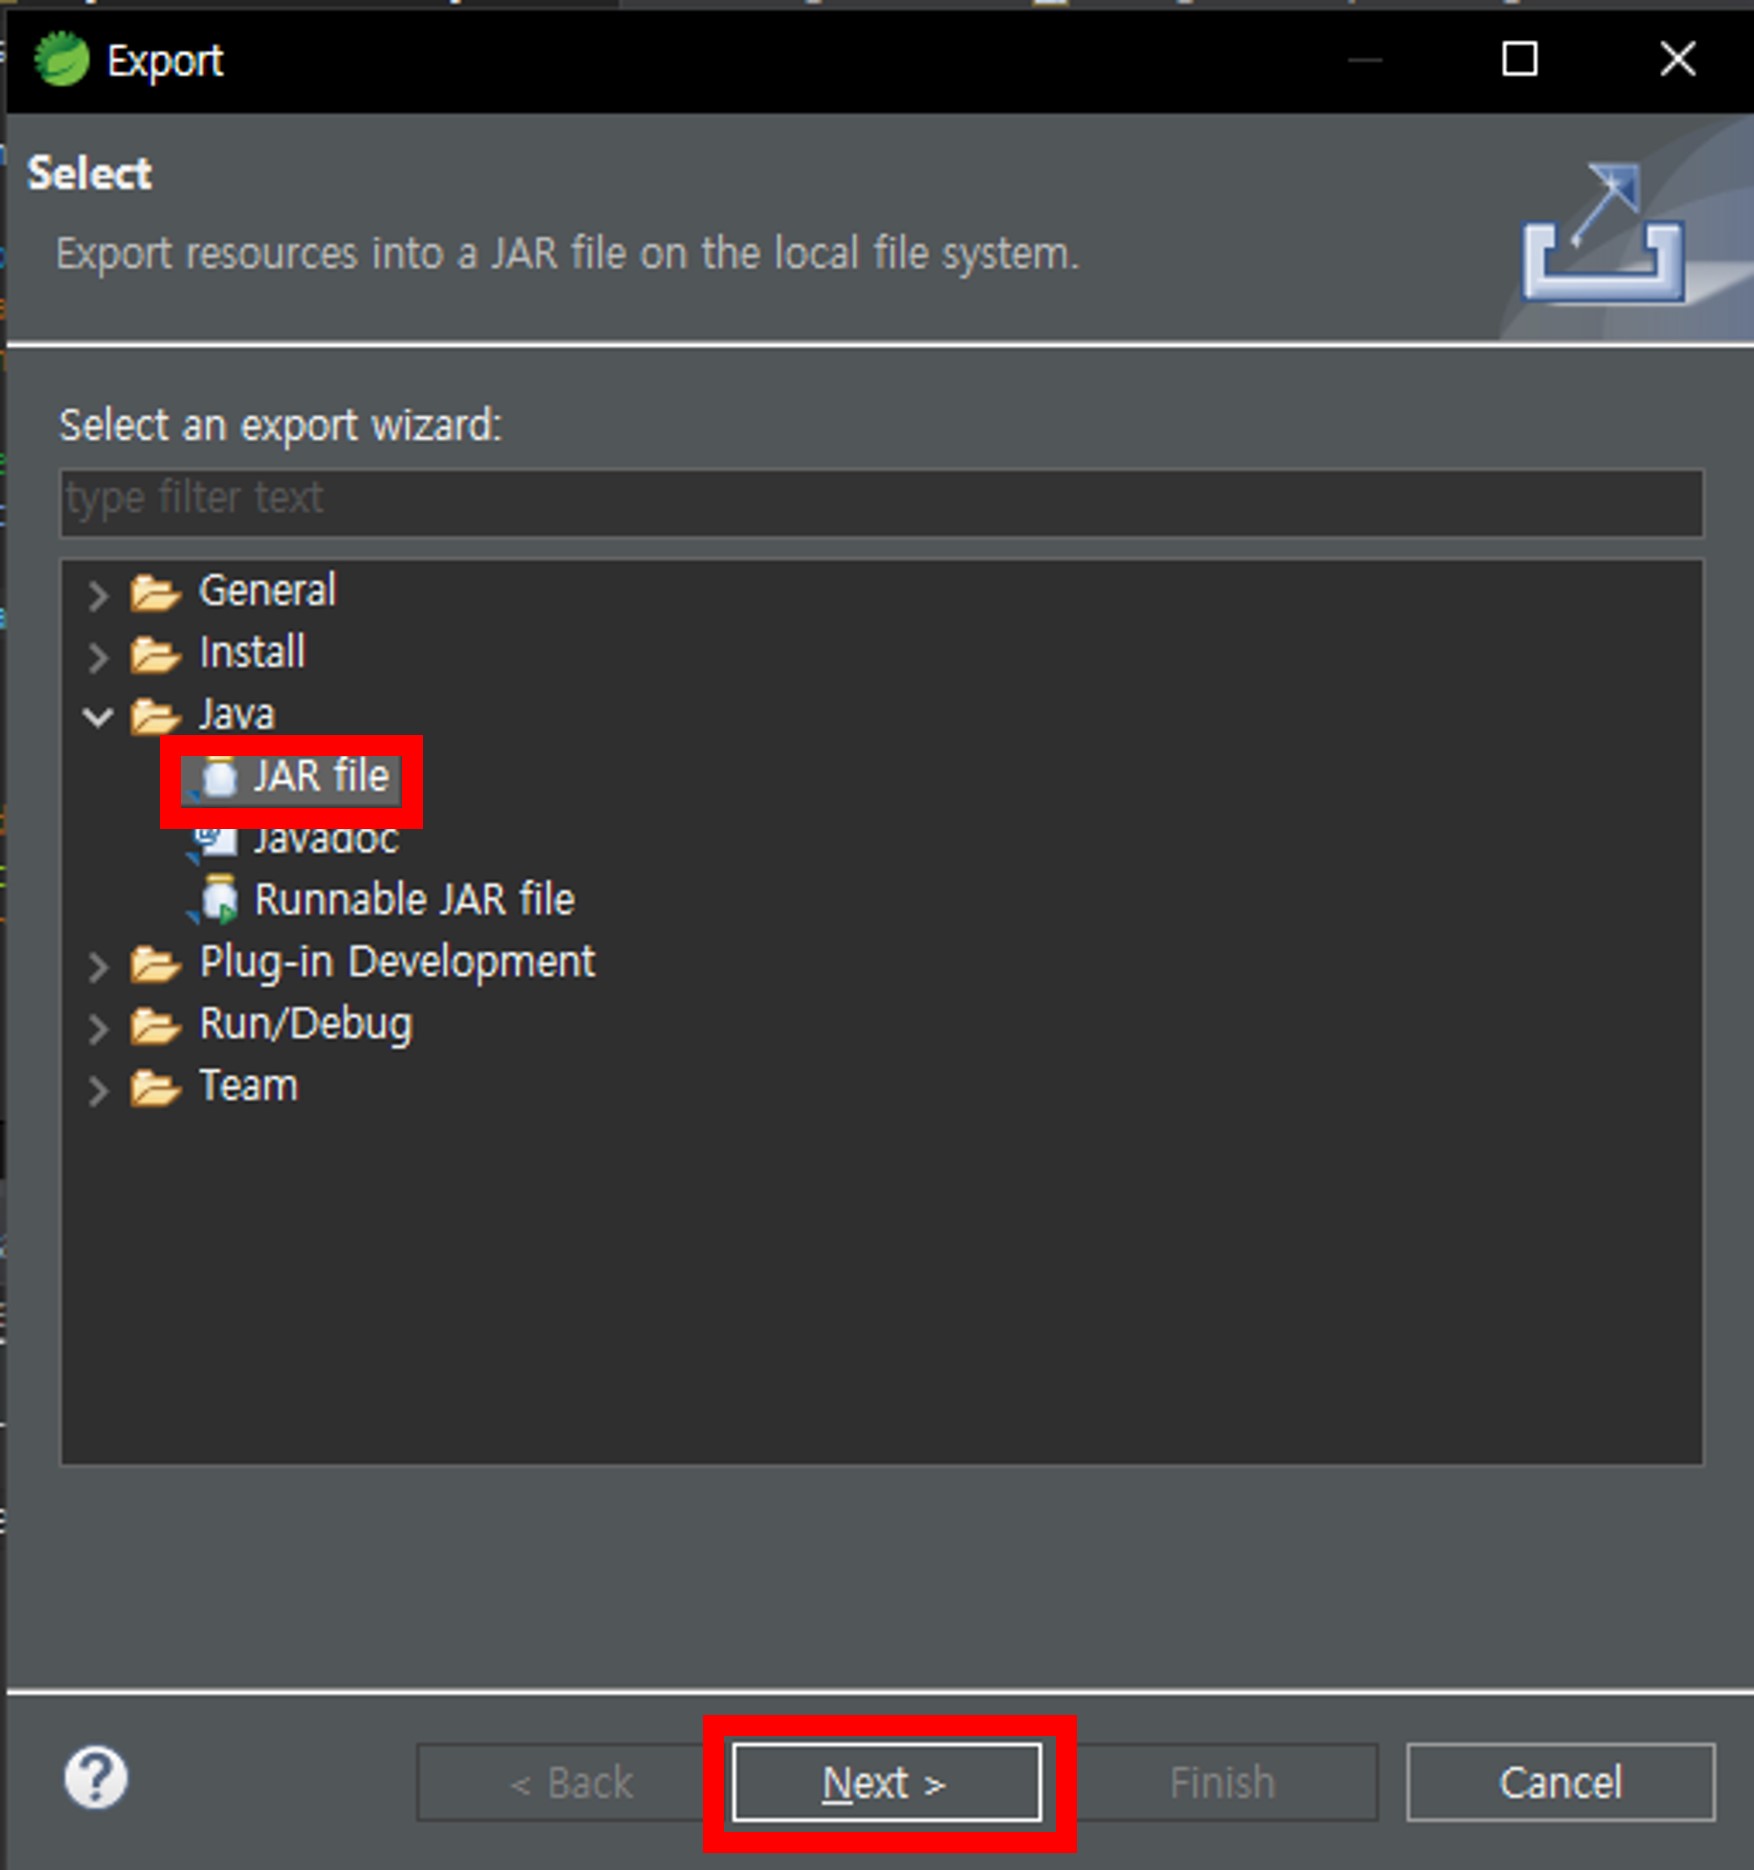 Export
Select
Export resources into a JAR file on the local file system.
Select an export wizard:
type filter text
General
Install
Java
JAR file
Javadoc
Runnable JAR file
Plug-in Development
Run/Debug
Team
?
< Back
Next >
Finish
Cancel